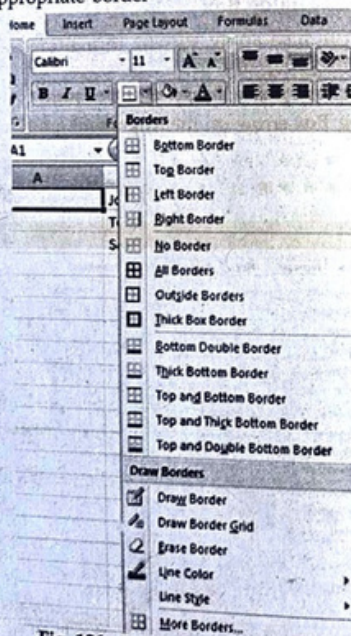 appropriate border
Home Insert Page Layout Formulas Data
Calibri 11 A A
B I U A
Borders
A1
A
Bottom Border
Top Border
Left Border
Right Border
No Border
All Borders
Outside Borders
Thick Box Border
Bottom Double Border
Thick Bottom Border
Top and Bottom Border
Top and Thick Bottom Border
Top and Double Bottom Border
Draw Borders
Draw Border
Draw Border Grid
Erase Border
Line Color
Line Style
More Borders...